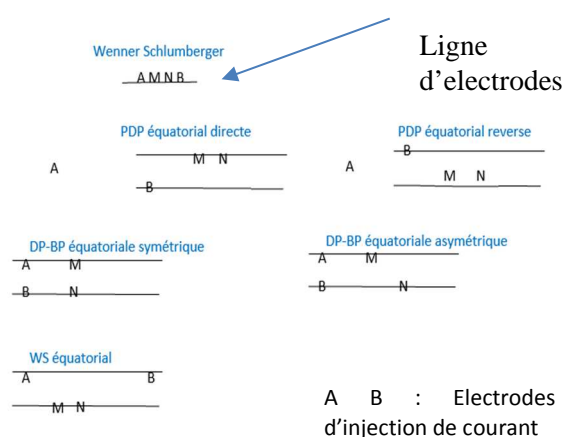 Wenner Schlumberger
A M N B
Ligne
d’electrodes
PDP équatorial directe
A
M N
B
PDP équatorial reverse
A
B
M N
DP-BP équatoriale symétrique
A M
B N
DP-BP équatoriale asymétrique
A M
B N
WS équatorial
A B
M N
A B : Electrodes
d’injection de courant